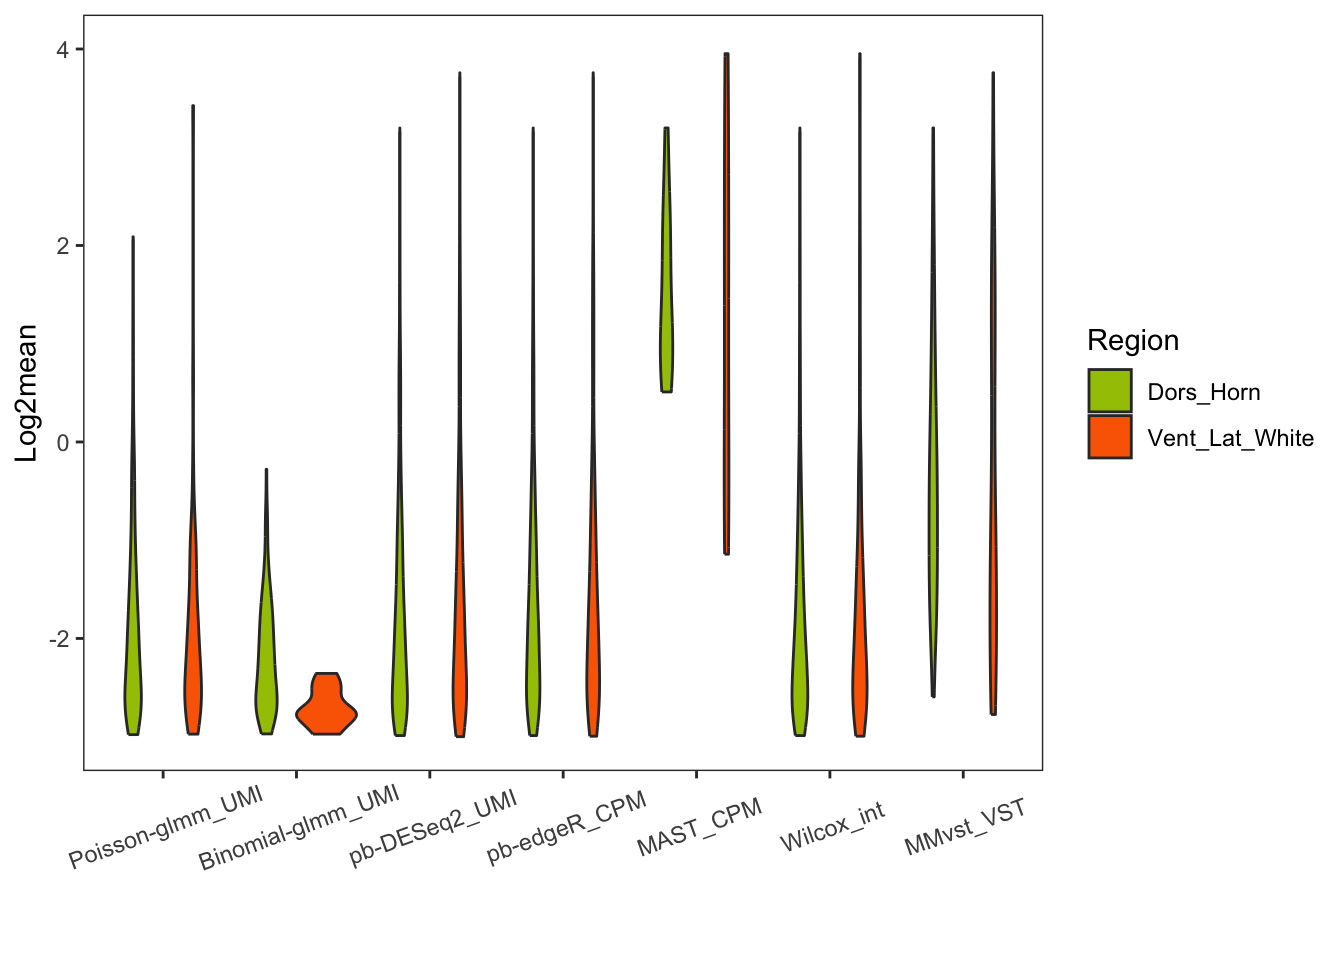 Log2mean
4
2
0
-2
Poisson-glmm_UMI
Binomial-glmm_UMI
pb-DESeq2_UMI
pb-edgeR_CPM
MAST_CPM
Wilcox_int
MMvst_VST
Region
Dors_Horn
Vent_Lat_White